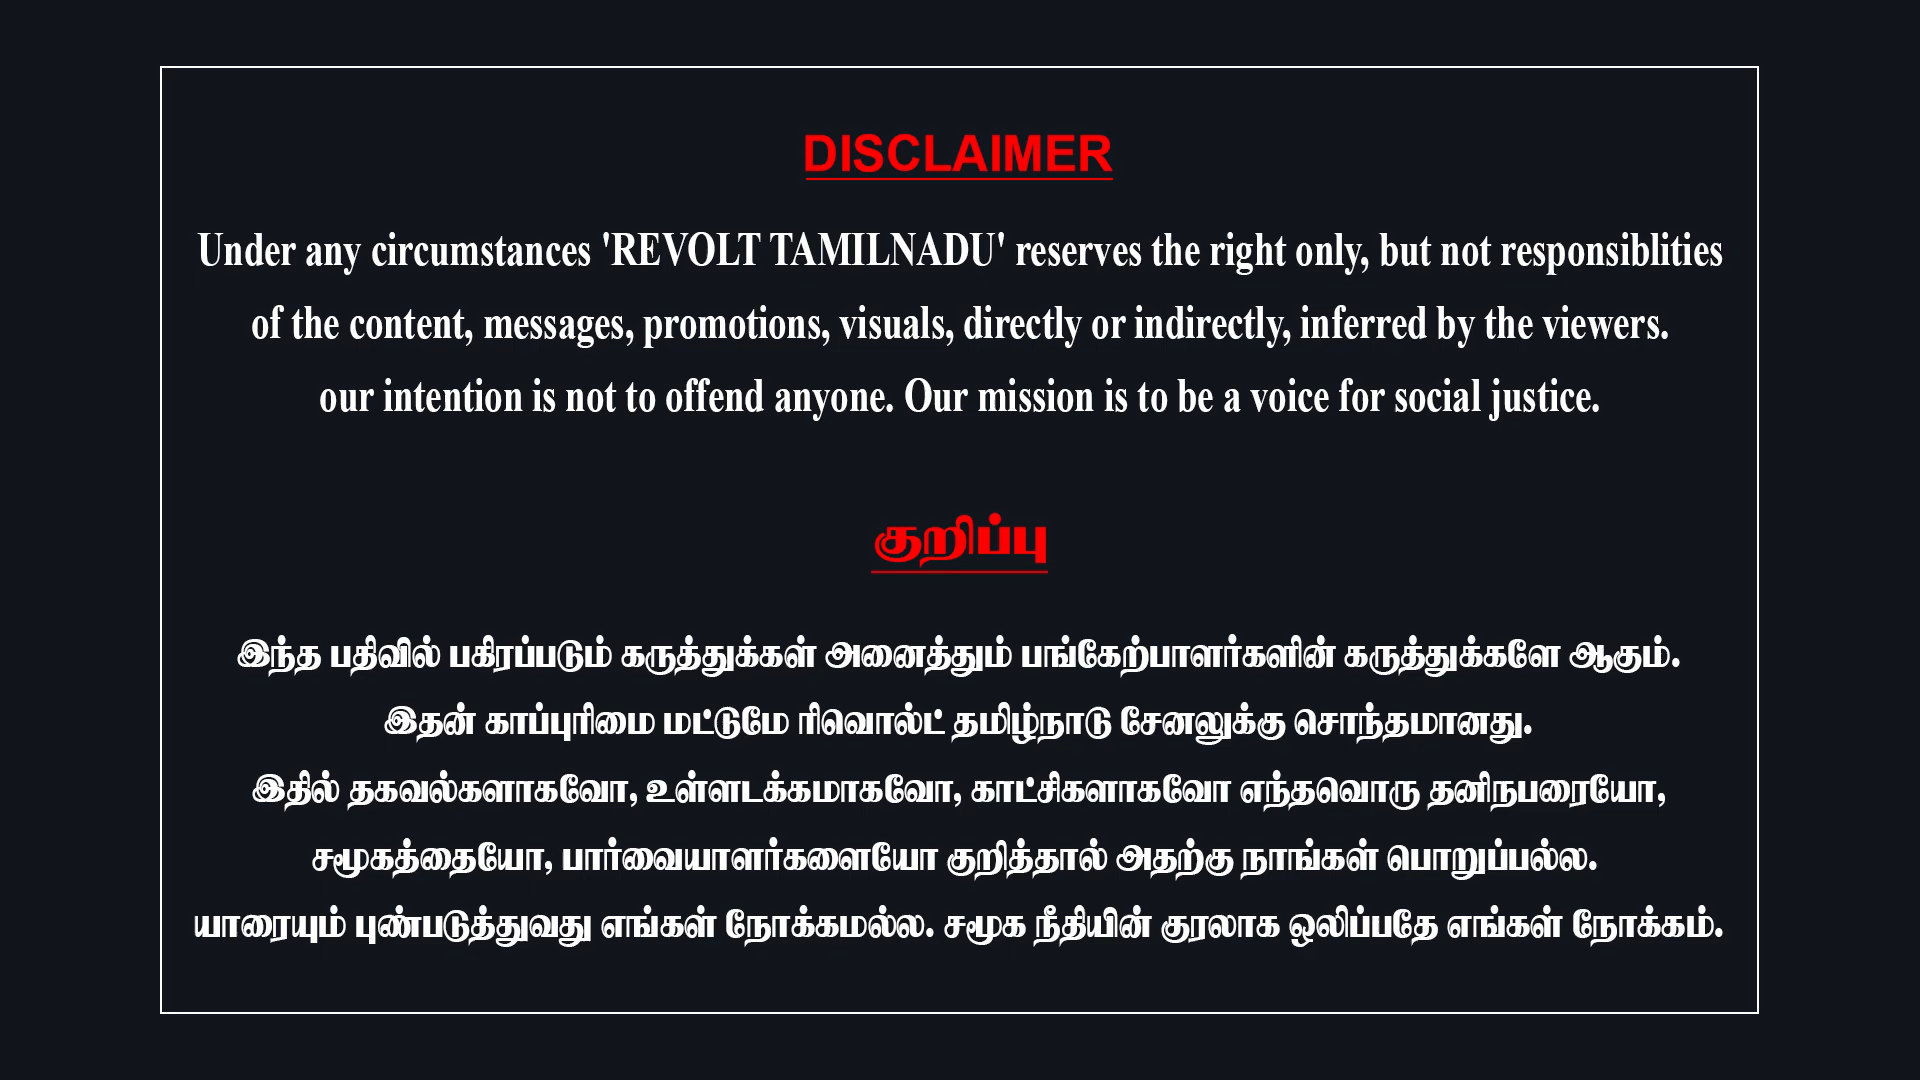 DISCLAIMER
Under any circumstances 'REVOLT TAMILNADU' reserves the right only, but not responsiblities
of the content, messages, promotions, visuals, directly or indirectly, inferred by the viewers.
our intention is not to offend anyone. Our mission is to be a voice for social justice.
குறிப்பு
இந்த பதிவில் பகிரப்படும் கருத்துக்கள் அனைத்தும் பங்கேற்பாளர்களின் கருத்துக்களே ஆகும்.
இதன் காப்புரிமை மட்டுமே ரிவொல்ட் தமிழ்நாடு சேனலுக்கு சொந்தமானது.
இதில் தகவல்களாகவோ, உள்ளடக்கமாகவோ, காட்சிகளாகவோ எந்தவொரு தனிநபரையோ,
சமூகத்தையோ, பார்வையாளர்களையோ குறித்தால் அதற்கு நாங்கள் பொறுப்பல்ல.
யாரையும் புண்படுத்துவது எங்கள் நோக்கமல்ல. சமூக நீதியின் குரலாக ஒலிப்பதே எங்கள் நோக்கம்.